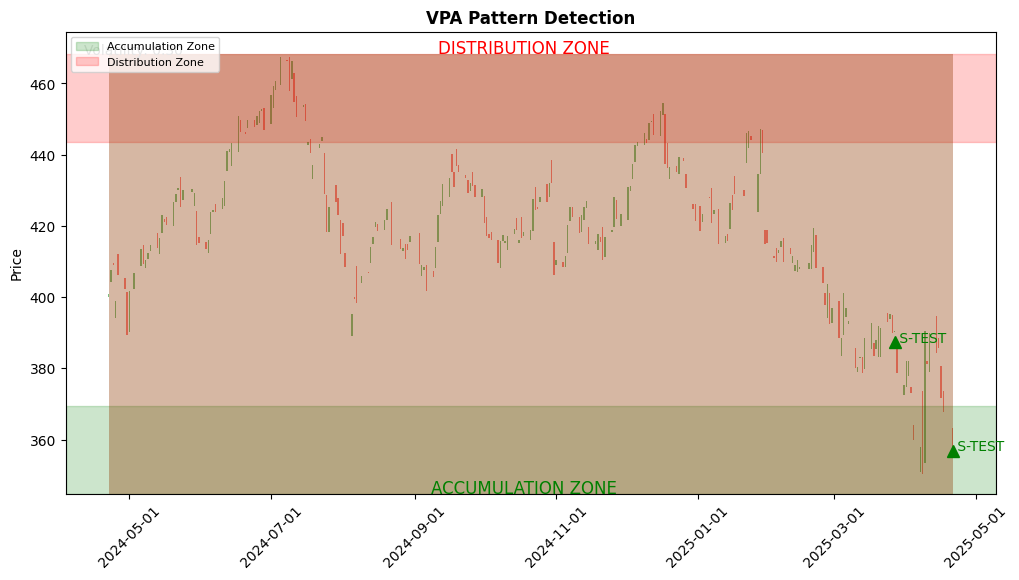 VPA Pattern Detection
DISTRIBUTION ZONE
Accumulation Zone
Distribution Zone
460
440
420
400
380
360
Price
S-TEST
S-TEST
ACCUMULATION ZONE
2024-05-01
2024-07-01
2024-09-01
2024-11-01
2025-01-01
2025-03-01
2025-05-01